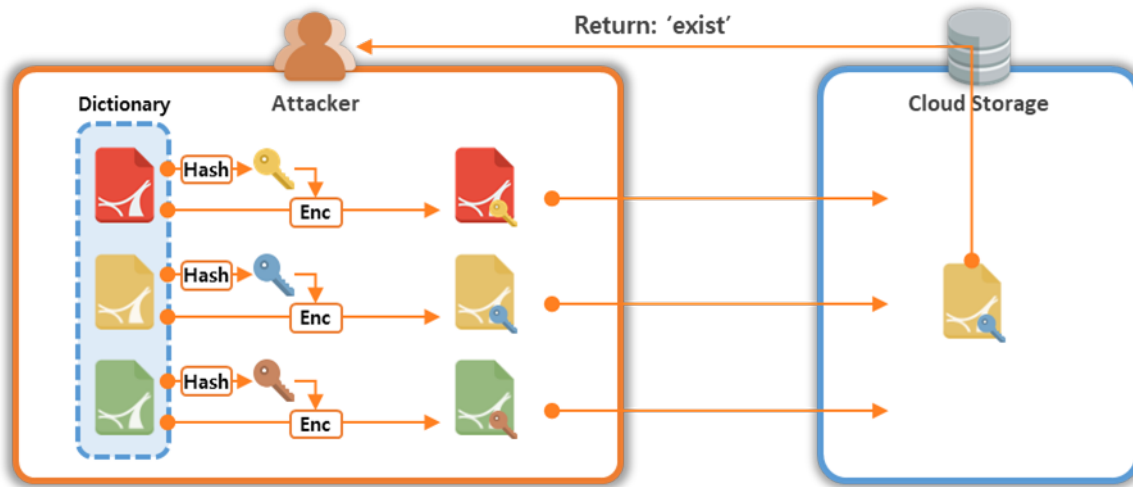 Return: 'exist'
Dictionary
Attacker
Cloud Storage
Hash
Enc
Hash
Enc
Hash
Enc